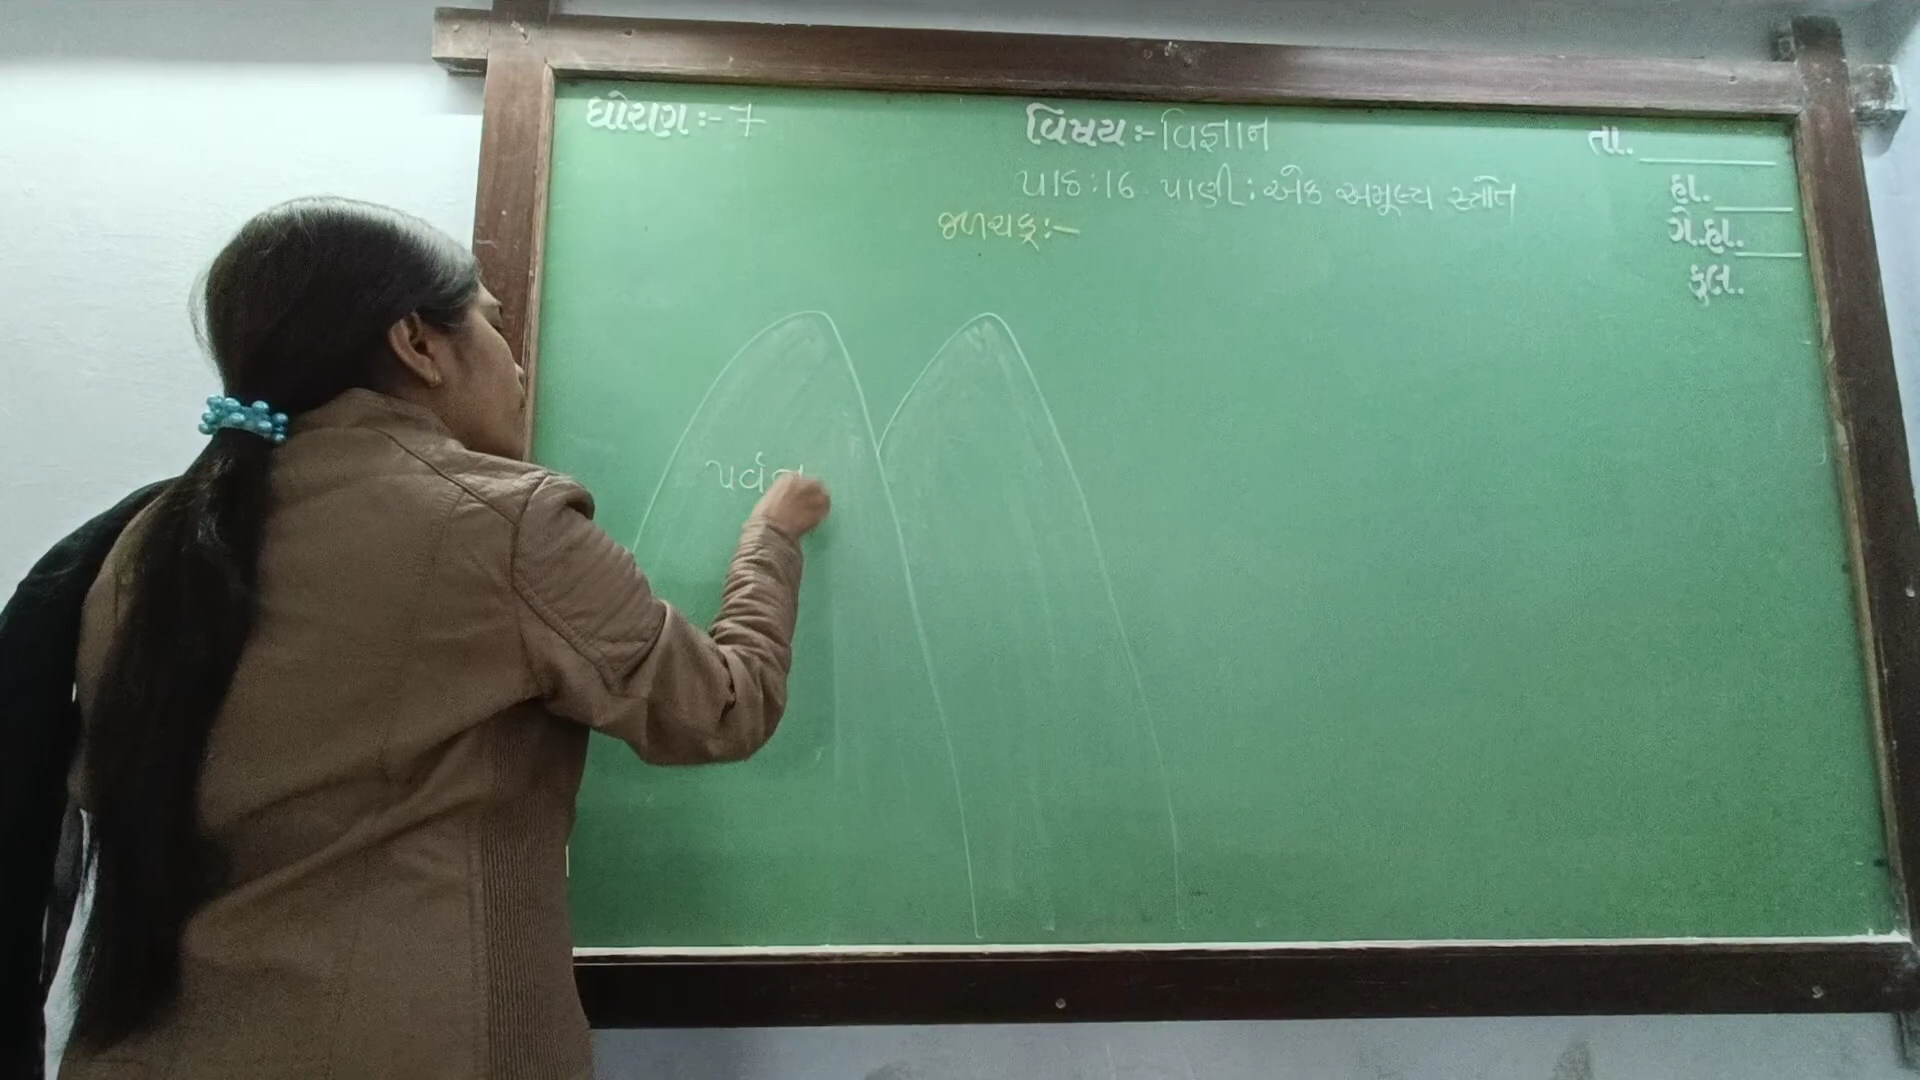 ધોરણ :- 7
વિષય :- વિજ્ઞાન
તા.
પાઠ : 16 પાણી : એક અમૂલ્ય સ્ત્રોત
હા.
જળચક્ર :-
ગે.હા.
કુલ.
પર્વત